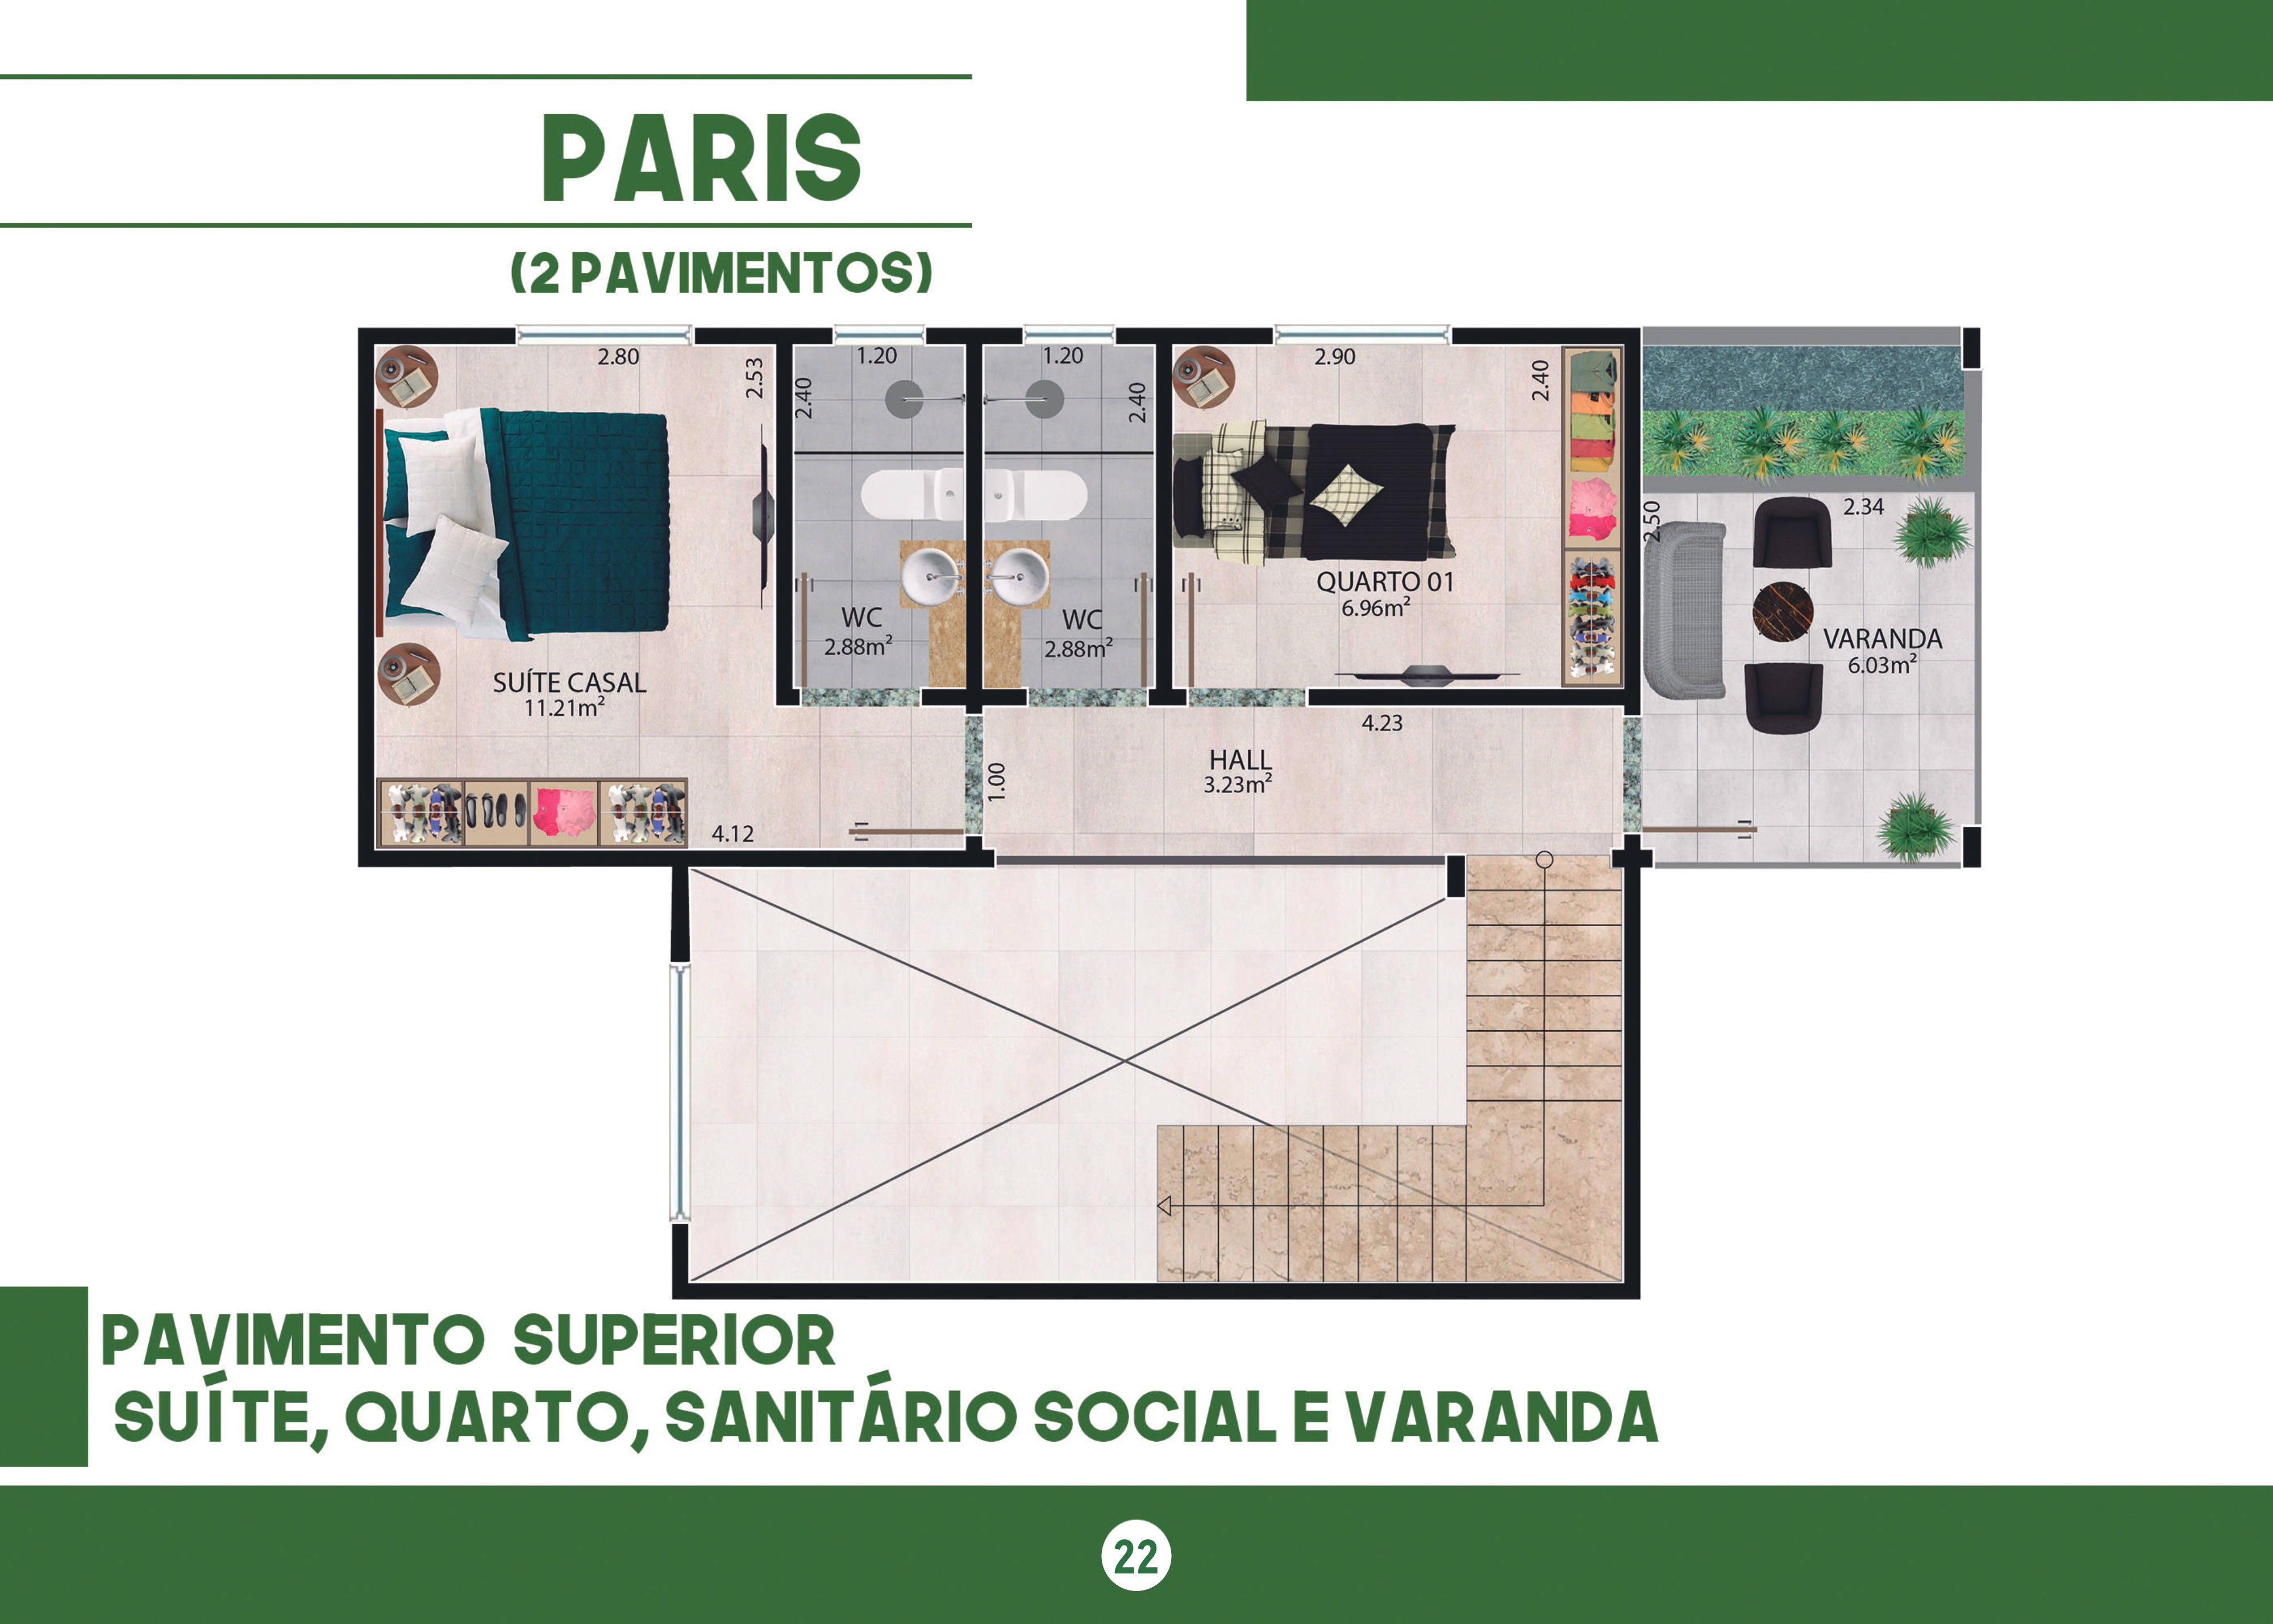 PARIS
(2 PAVIMENTOS)
2.80
2.53
1.20
2.40
1.20
2.40
2.90
2.40
2.50
2.34
QUARTO 01
6.96m²
WC
2.88m²
WC
2.88m²
VARANDA
6.03m²
SUÍTE CASAL
11.21m²
4.23
HALL
3.23m²
1.00
4.12
PAVIMENTO SUPERIOR
SUÍTE, QUARTO, SANITÁRIO SOCIAL E VARANDA
22